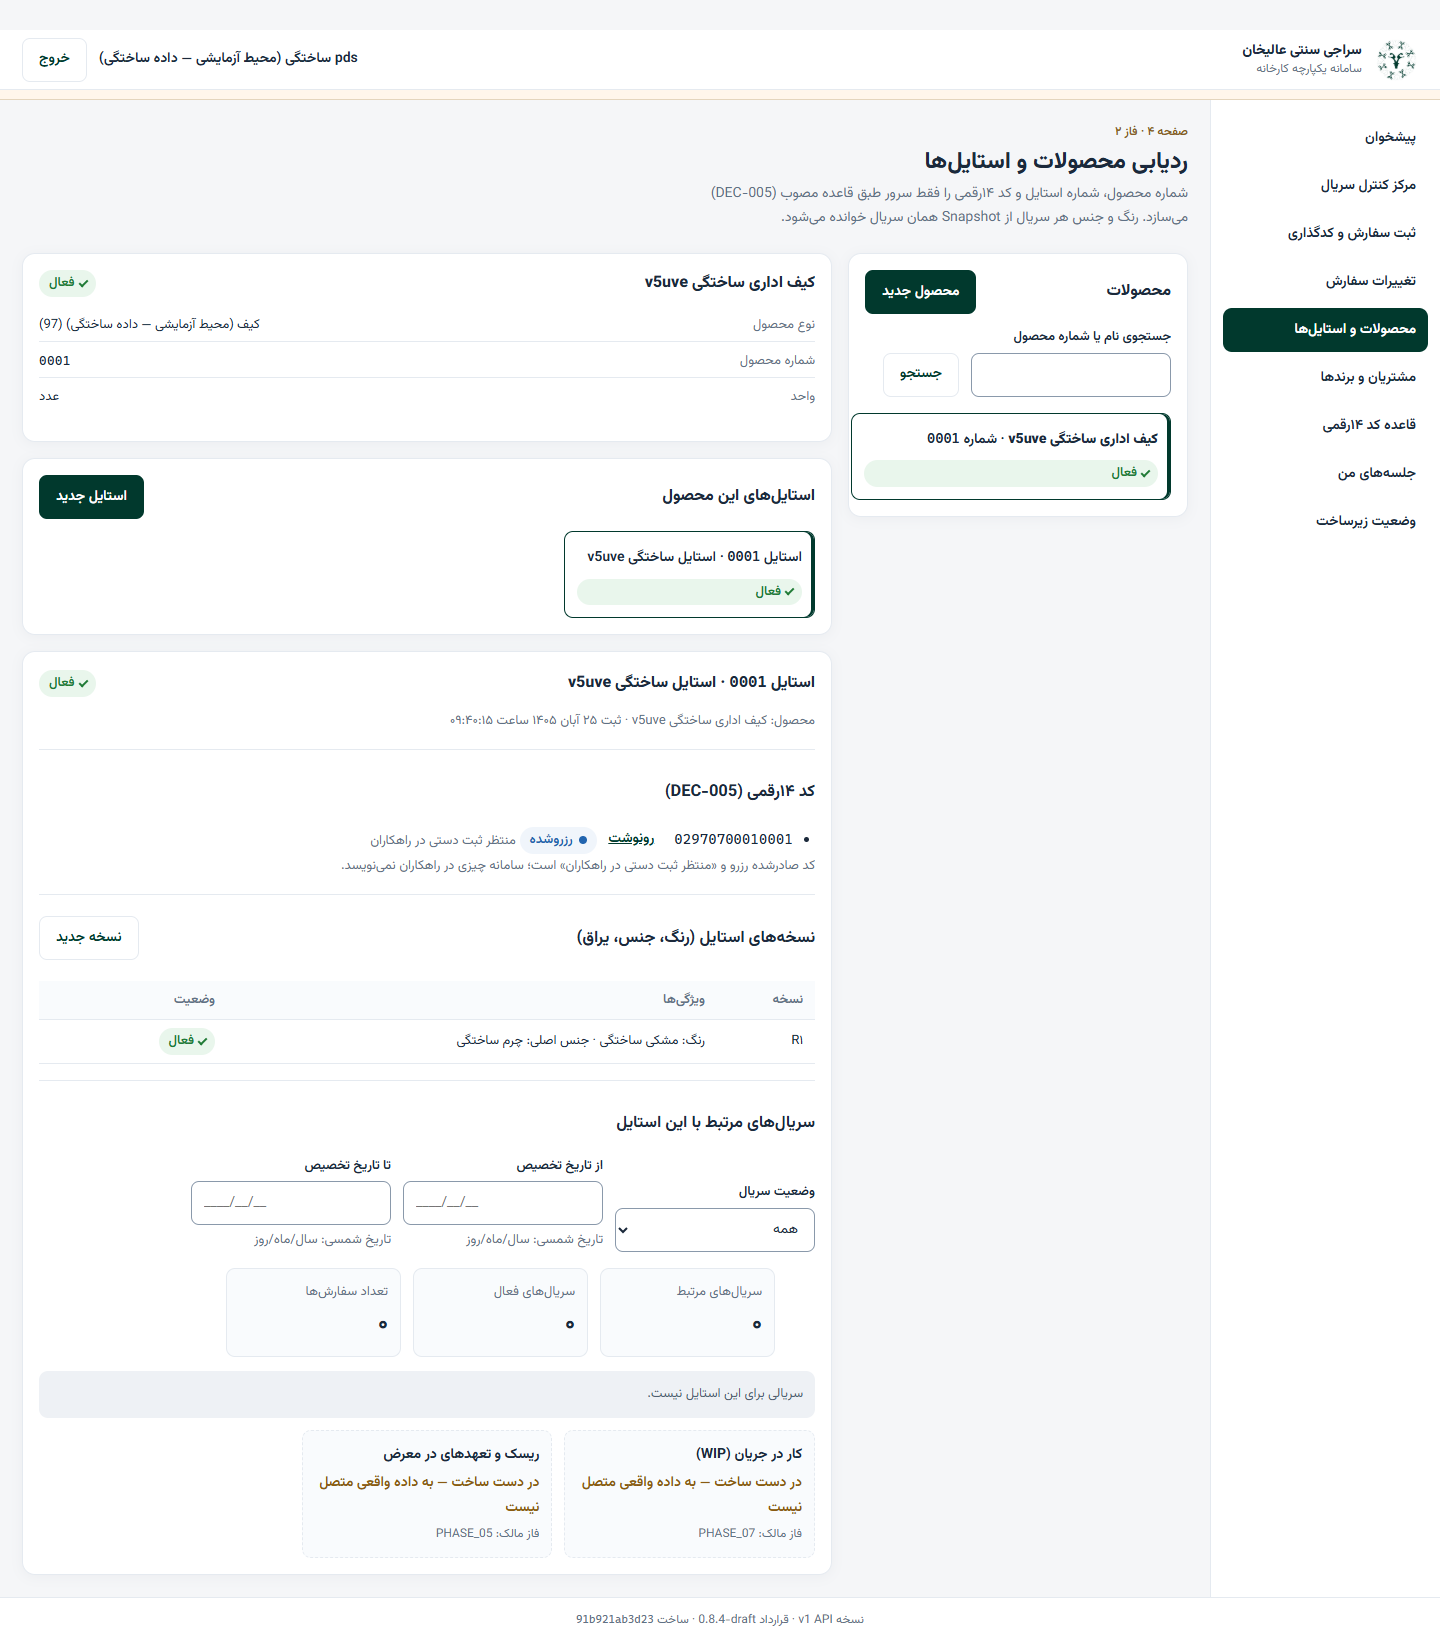 سراجی سنتی عالیخان
سامانه یکپارچه کارخانه
pds ساختگی (محیط آزمایشی — داده ساختگی)
خروج
پیشخوان
مرکز کنترل سریال
ثبت سفارش و کدگذاری
تغییرات سفارش
محصولات و استایل‌ها
مشتریان و برندها
قاعده کد ۱۴رقمی
جلسه‌های من
وضعیت زیرساخت
صفحه ۴ · فاز ۲
ردیابی محصولات و استایل‌ها
شماره محصول، شماره استایل و کد ۱۴رقمی را فقط سرور طبق قاعده مصوب (DEC-005)
می‌سازد. رنگ و جنس هر سریال از Snapshot همان سریال خوانده می‌شود.
محصولات
محصول جدید
جستجوی نام یا شماره محصول
جستجو
کیف اداری ساختگی v5uve · شماره 0001
فعال
کیف اداری ساختگی v5uve
فعال
نوع محصول
کیف (محیط آزمایشی — داده ساختگی) (97)
شماره محصول
0001
واحد
عدد
استایل‌های این محصول
استایل جدید
استایل 0001 · استایل ساختگی v5uve
فعال
استایل 0001 · استایل ساختگی v5uve
فعال
محصول: کیف اداری ساختگی v5uve · ثبت ۲۵ آبان ۱۴۰۵ ساعت ۰۹:۴۰:۱۵
کد ۱۴رقمی (DEC-005)
• 02970700010001 رونوشت رزروشده منتظر ثبت دستی در راهکاران
کد صادرشده رزرو و «منتظر ثبت دستی در راهکاران» است؛ سامانه چیزی در راهکاران نمی‌نویسد.
نسخه‌های استایل (رنگ، جنس، یراق)
نسخه جدید
نسخه ویژگی‌ها وضعیت
R۱ رنگ: مشکی ساختگی · جنس اصلی: چرم ساختگی فعال
سریال‌های مرتبط با این استایل
وضعیت سریال
همه
از تاریخ تخصیص
____/__/__
تاریخ شمسی: سال/ماه/روز
تا تاریخ تخصیص
____/__/__
تاریخ شمسی: سال/ماه/روز
سریال‌های مرتبط
۰
سریال‌های فعال
۰
تعداد سفارش‌ها
۰
سریالی برای این استایل نیست.
کار در جریان (WIP)
در دست ساخت — به داده واقعی متصل
نیست
فاز مالک: PHASE_07
ریسک و تعهدهای در معرض
در دست ساخت — به داده واقعی متصل
نیست
فاز مالک: PHASE_05
نسخه v1 API · قرارداد 0.8.4-draft · ساخت 91b921ab3d23